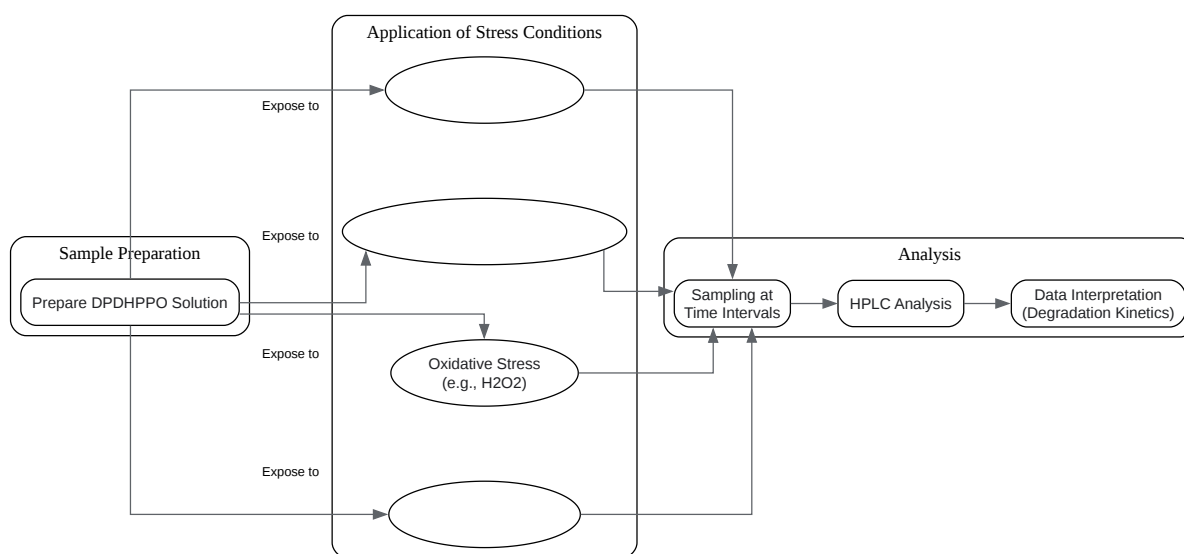 Application of Stress Conditions
Expose to
Expose to
Sample Preparation
Prepare DPDHPPO Solution
Expose to
Oxidative Stress
(e.g., H2O2)
Expose to
Analysis
Sampling at
Time Intervals
HPLC Analysis
Data Interpretation
(Degradation Kinetics)